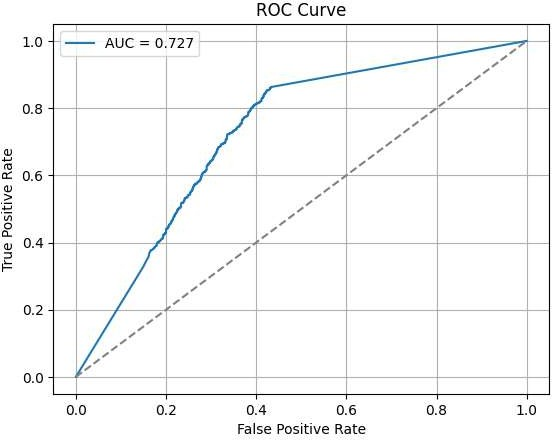 ROC Curve
AUC = 0.727
True Positive Rate
1.0
0.8
0.6
0.4
0.2
0.0
0.0 0.2 0.4 0.6 0.8 1.0
False Positive Rate